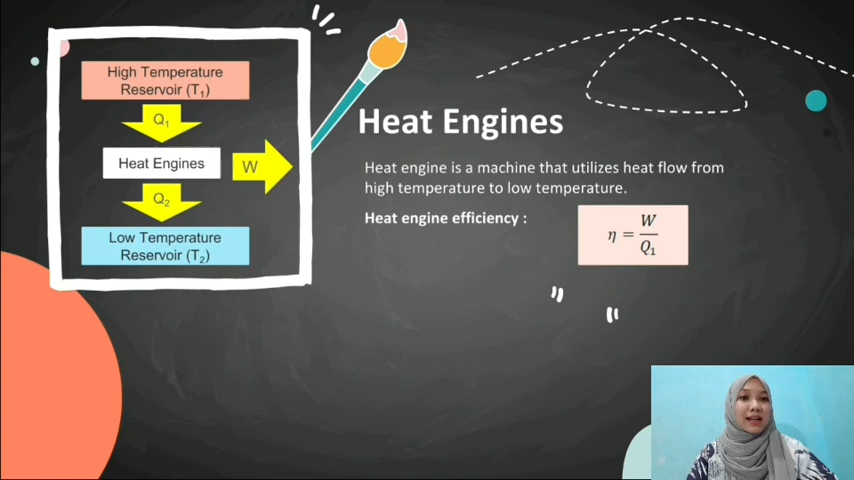 High Temperature
Reservoir (T₁)
Q₁
Heat Engines
W
Q₂
Low Temperature
Reservoir (T₂)
Heat Engines
Heat engine is a machine that utilizes heat flow from
high temperature to low temperature.
Heat engine efficiency :
η = W/Q₁